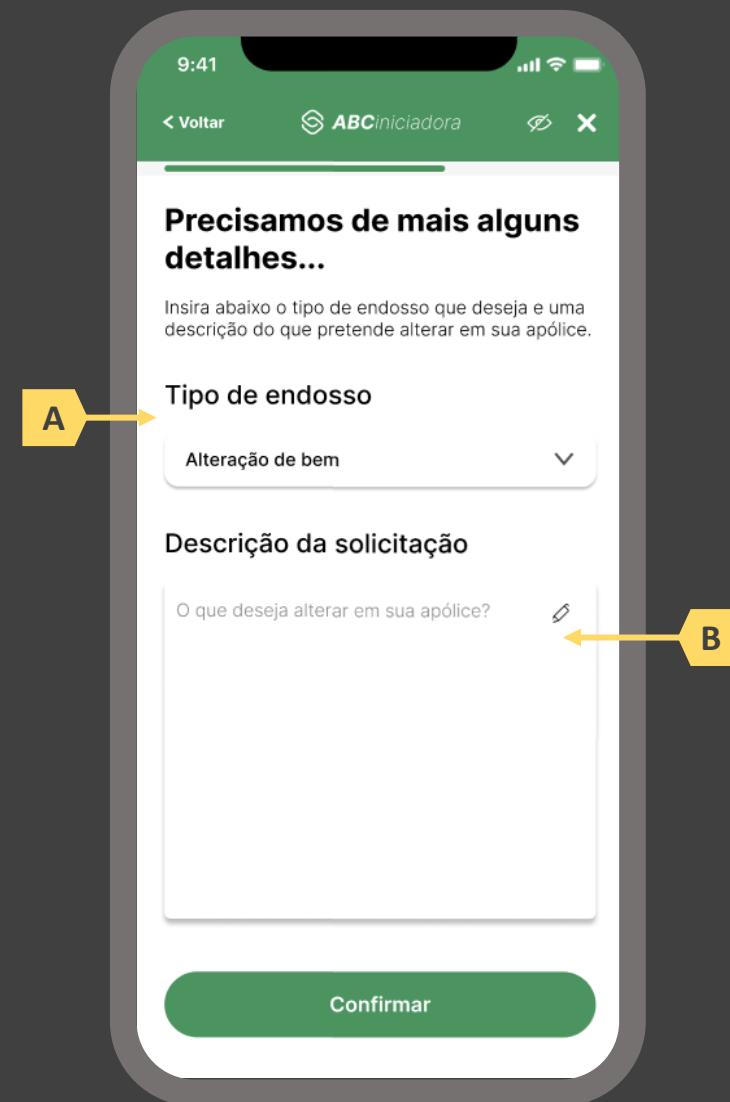 9:41
< Voltar ABCiniciadora
Precisamos de mais alguns
detalhes...
Insira abaixo o tipo de endosso que deseja e uma
descrição do que pretende alterar em sua apólice.
Tipo de endosso
A
Alteração de bem
Descrição da solicitação
O que deseja alterar em sua apólice?
B
Confirmar